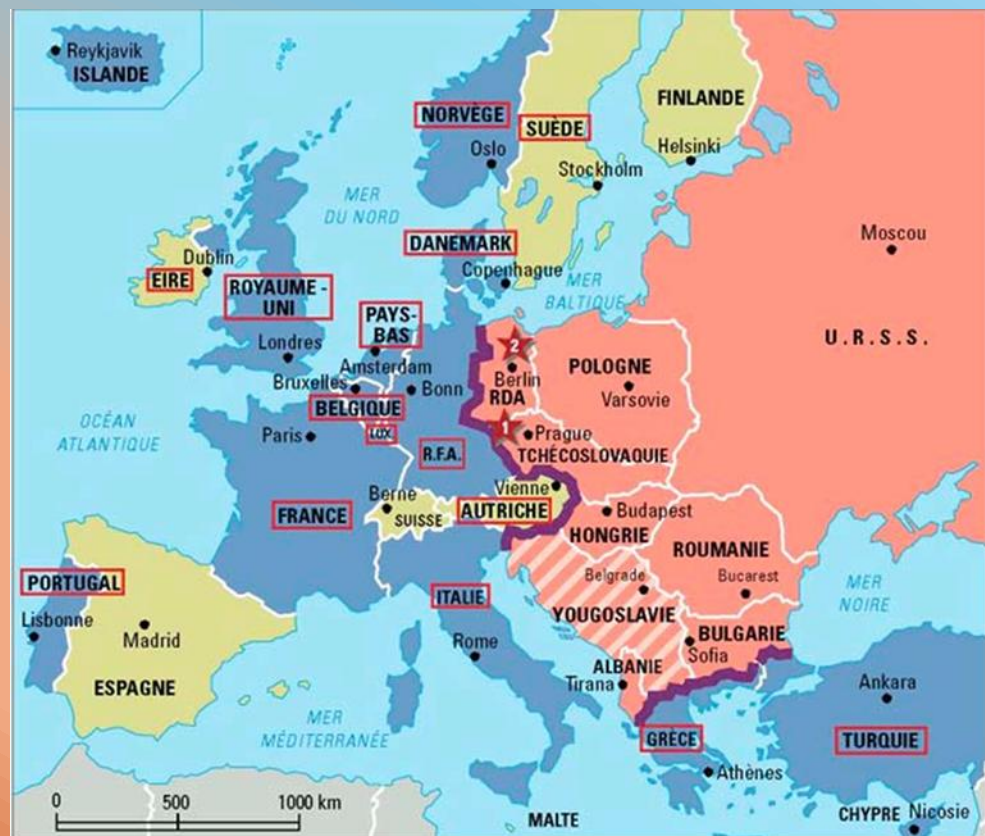 Reykjavik
ISLANDE
NORVÈGE
Oslo
SUÈDE
Stockholm
FINLANDE
Helsinki
MER
DU NORD
Moscou
DANEMARK
Copenhague
MER
BALTIQUE
Dublin
EIRE
ROYAUME-
UNI
Londres
PAYS-
BAS
Amsterdam
U.R.S.S.
2
Berlin
RDA
POLOGNE
Varsovie
Bruxelles
Bonn
BELGIQUE
LUX.
OCÉAN
ATLANTIQUE
Paris
R.F.A.
1
Prague
TCHÉCOSLOVAQUIE
Vienne
Berne
SUISSE
AUTRICHE
FRANCE
Budapest
HONGRIE
ROUMANIE
Belgrade
Bucarest
MER
NOIRE
PORTUGAL
Lisbonne
Madrid
ESPAGNE
ITALIE
Rome
YOUGOSLAVIE
BULGARIE
Sofia
ALBANIE
Tirana
MER
MÉDITERRANÉE
GRÈCE
Athènes
Ankara
TURQUIE
0
500
1000 km
MALTE
CHYPRE
Nicosie